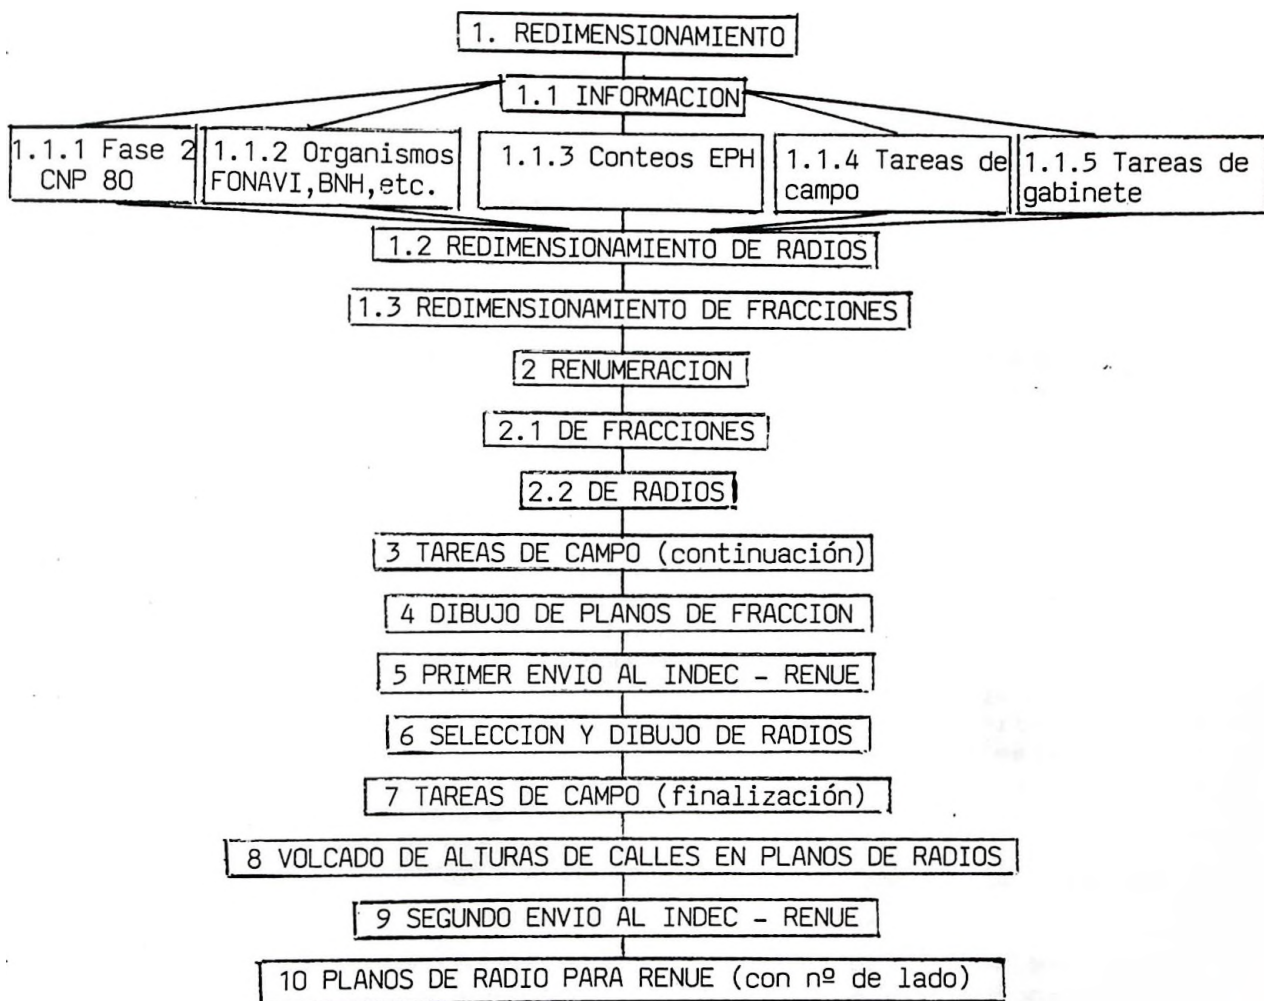 1. REDIMENSIONAMIENTO
1.1 INFORMACION
1.1.1 Fase 2
CNP 80
1.1.2 Organismos
FONAVI,BNH,etc.
1.1.3 Conteos EPH
1.1.4 Tareas de
campo
1.1.5 Tareas de
gabinete
1.2 REDIMENSIONAMIENTO DE RADIOS
1.3 REDIMENSIONAMIENTO DE FRACCIONES
2 RENUMERACION
2.1 DE FRACCIONES
2.2 DE RADIOS
3 TAREAS DE CAMPO (continuación)
4 DIBUJO DE PLANOS DE FRACCION
5 PRIMER ENVIO AL INDEC - RENUE
6 SELECCION Y DIBUJO DE RADIOS
7 TAREAS DE CAMPO (finalización)
8 VOLCADO DE ALTURAS DE CALLES EN PLANOS DE RADIOS
9 SEGUNDO ENVIO AL INDEC - RENUE
10 PLANOS DE RADIO PARA RENUE (con nº de lado)